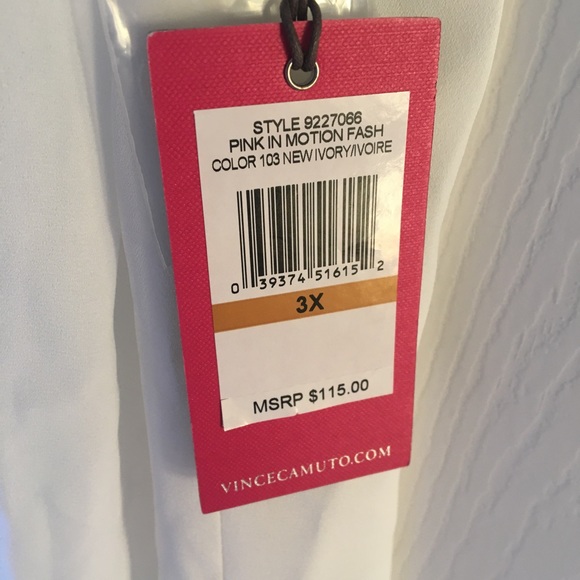 STYLE 9227066
PINK IN MOTION FASH
COLOR 103 NEW IVORY/IVOIRE
0 39374 51615 2
3X
MSRP $115.00
VINCECAMUTO.COM